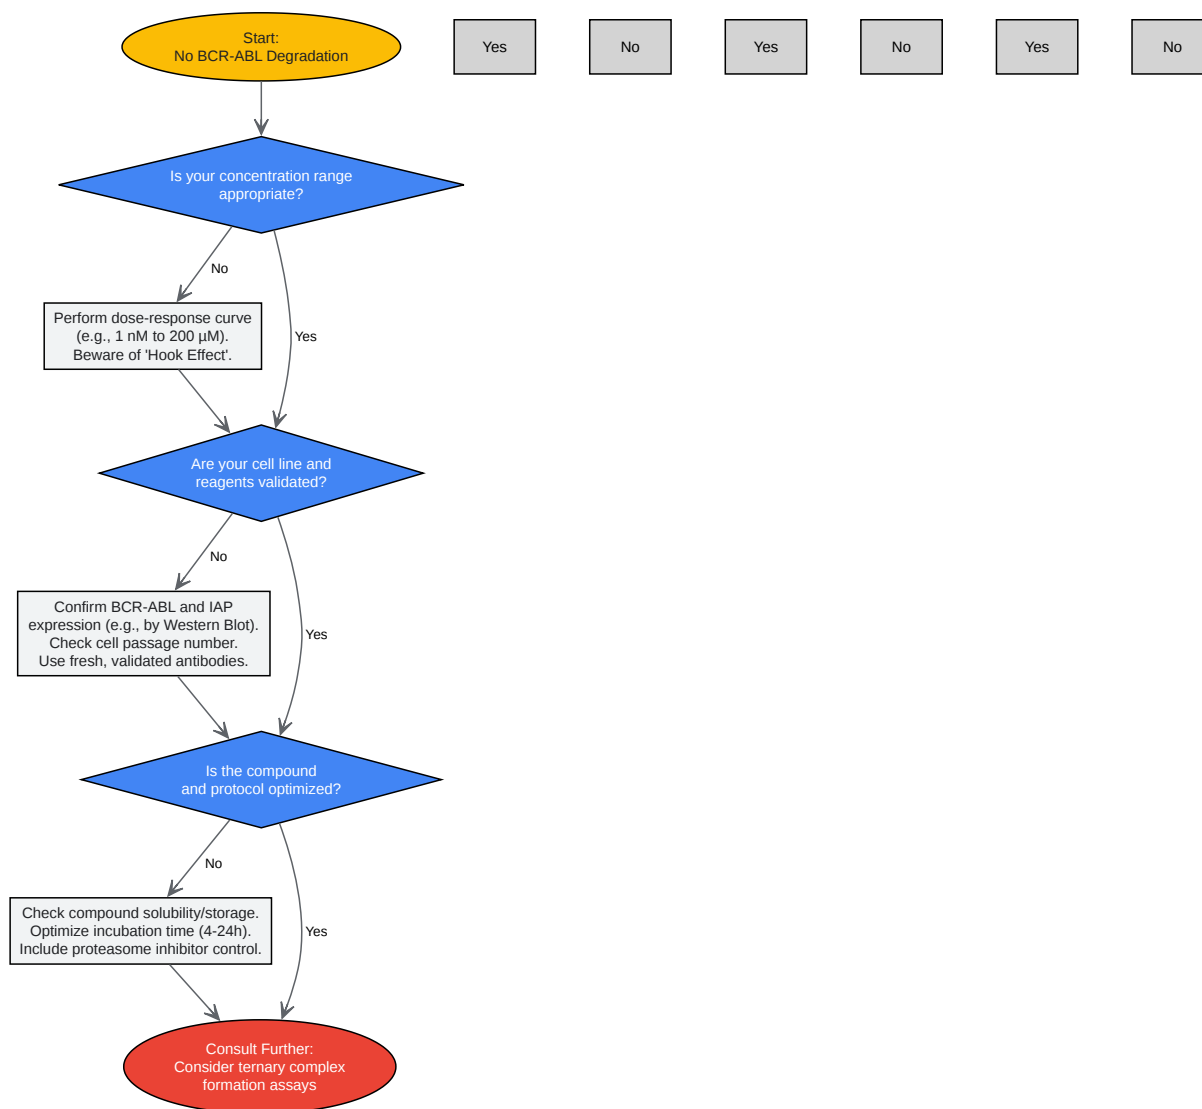 Start:
No BCR-ABL Degradation
Yes
No
Yes
No
Yes
No
Is your concentration range
appropriate?
No
Perform dose-response curve
(e.g., 1 nM to 200 µM).
Beware of 'Hook Effect'.
Yes
Are your cell line and
reagents validated?
No
Confirm BCR-ABL and IAP
expression (e.g., by Western Blot).
Check cell passage number.
Use fresh, validated antibodies.
Yes
Is the compound
and protocol optimized?
No
Check compound solubility/storage.
Optimize incubation time (4-24h).
Include proteasome inhibitor control.
Yes
Consult Further:
Consider ternary complex
formation assays